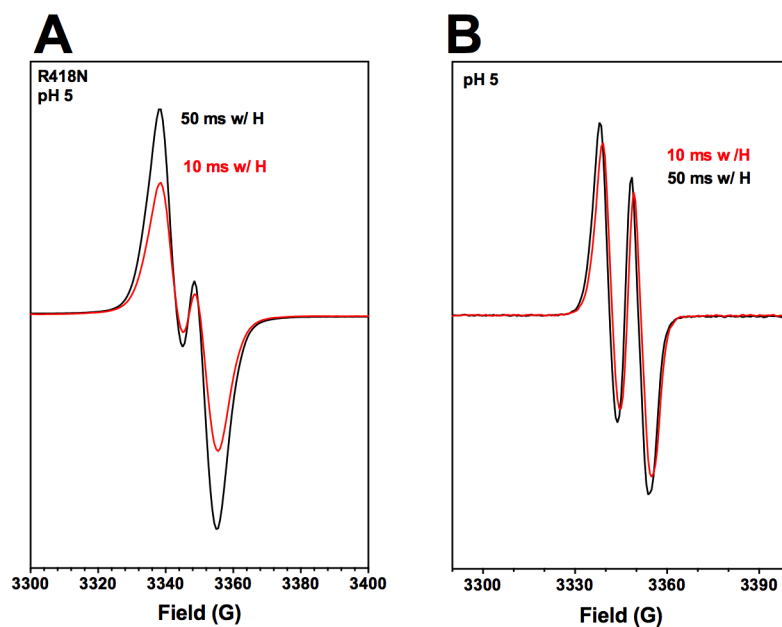 A
R418N
pH 5
50 ms w/ H
10 ms w/ H
3300 3320 3340 3360 3380 3400
Field (G)
B
pH 5
10 ms w /H
50 ms w/ H
3300 3330 3360 3390
Field (G)